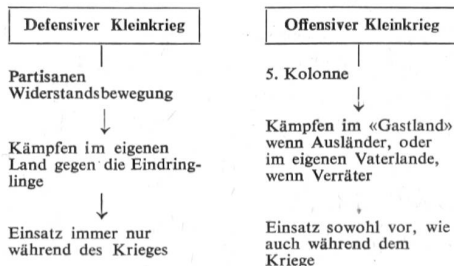 Defensiver Kleinkrieg
Partisanen
Widerstandsbewegung
Kämpfen im eigenen
Land gegen die Eindring-
linge
Einsatz immer nur
während des Krieges
Offensiver Kleinkrieg
5. Kolonne
Kämpfen im «Gastland»
wenn Ausländer, oder
im eigenen Vaterlande,
wenn Verräter
Einsatz sowohl vor, wie
auch während dem
Kriege